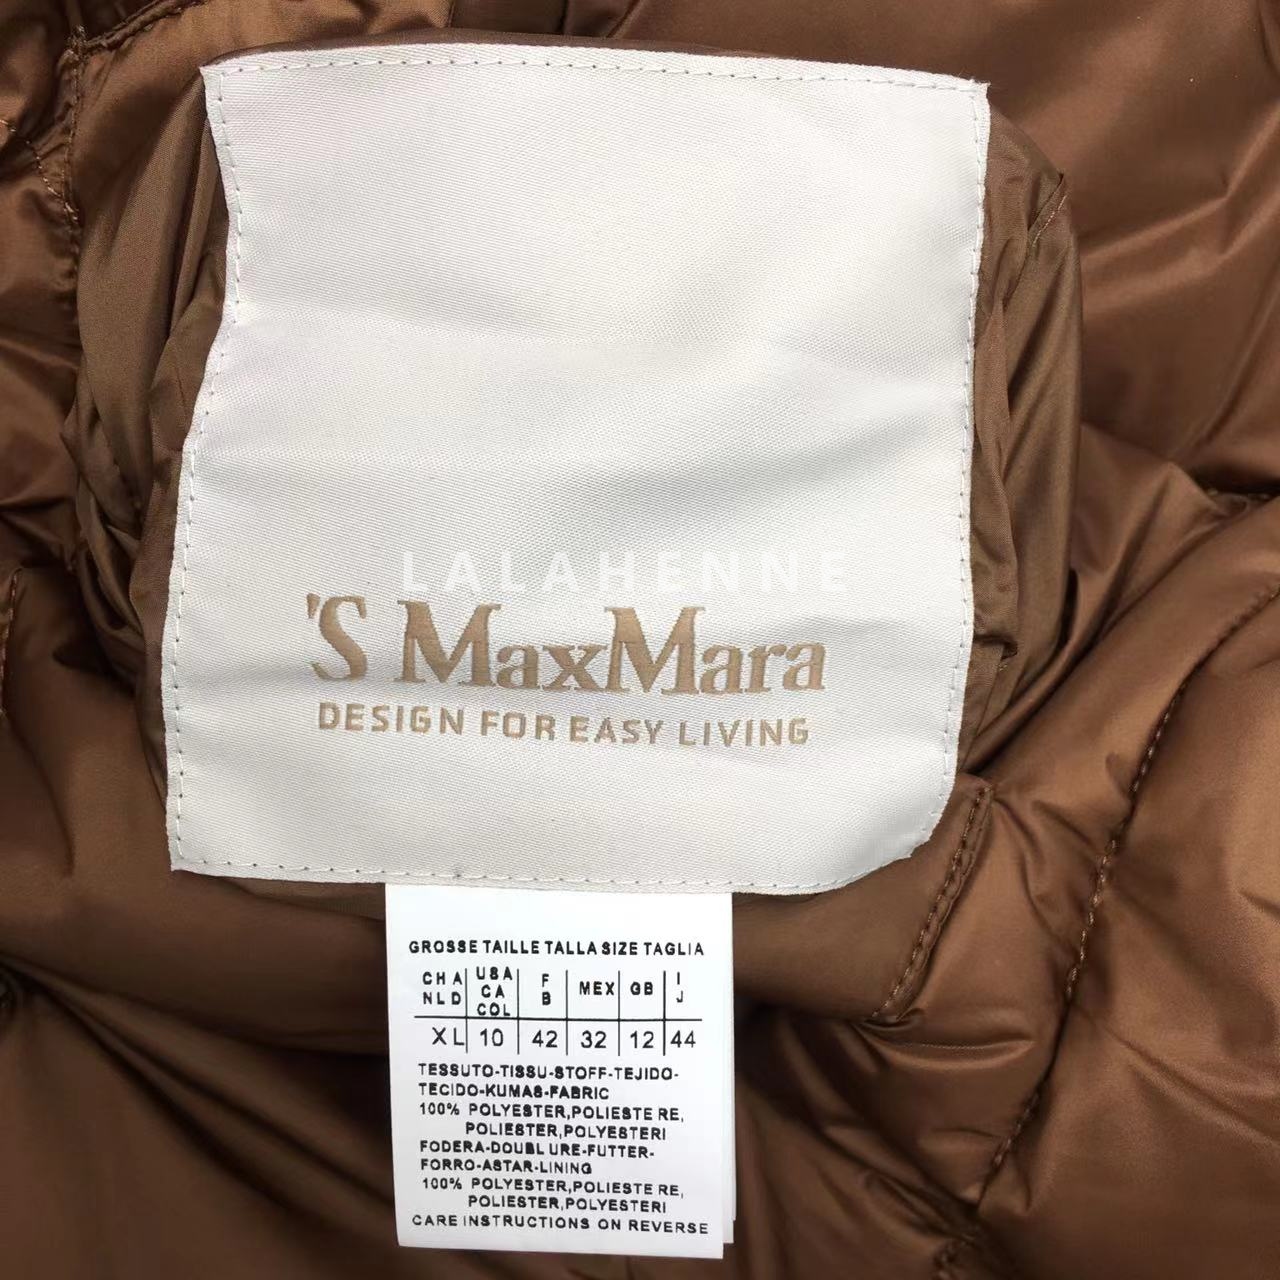 LALAHENNE
'S MaxMara
DESIGN FOR EASY LIVING
GROSSE TAILLE TALLA SIZE TAGLIA
CHA NLD USA CA COL F B MEX GB I J
XL 10 42 32 12 44
TESSUTO-TISSU-STOFF-TEJIDO-
TECIDO-KUMAS-FABRIC
100% POLYESTER,POLIESTE RE,
POLIESTER,POLYESTERI
FODERA-DOUBLURE-FUTTER-
FORRO-ASTAR-LINING
100% POLYESTER,POLIESTE RE,
POLIESTER,POLYESTERI
CARE INSTRUCTIONS ON REVERSE